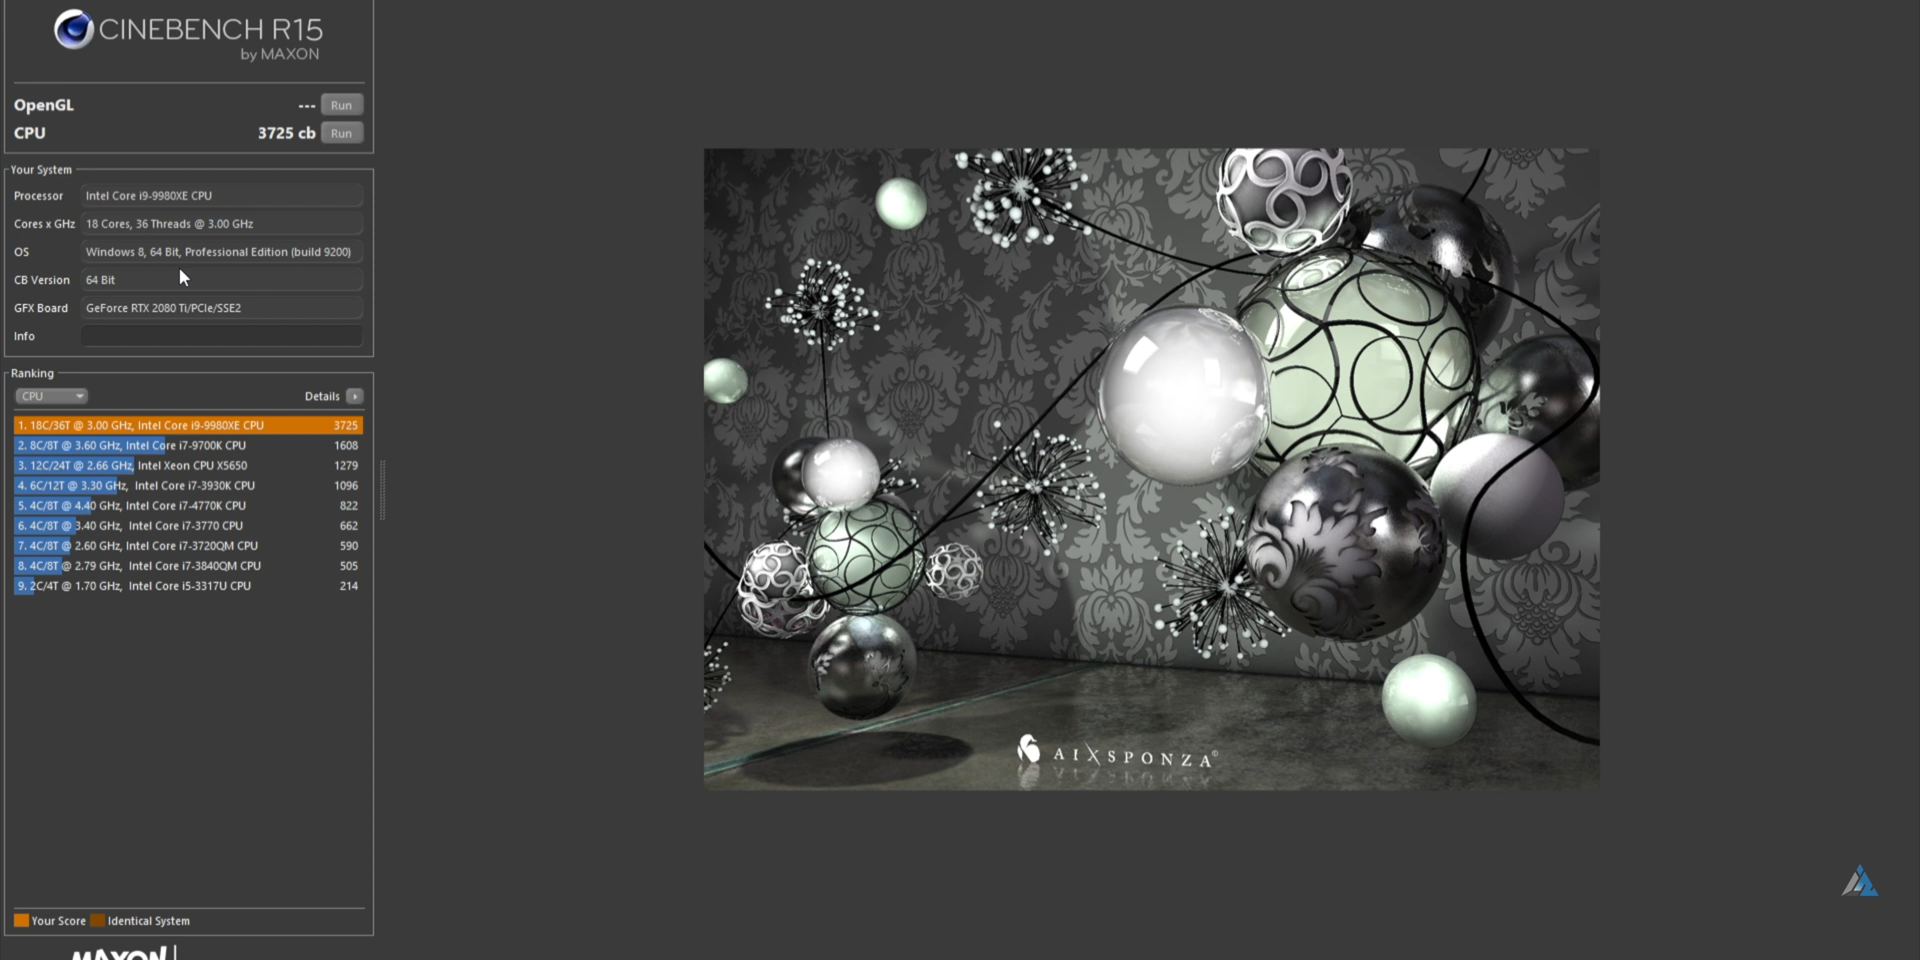 CINEBENCH R15
by MAXON
OpenGL --- Run
CPU 3725 cb Run
Your System
Processor Intel Core i9-9980XE CPU
Cores x GHz 18 Cores, 36 Threads @ 3.00 GHz
OS Windows 8, 64 Bit, Professional Edition (build 9200)
CB Version 64 Bit
GFX Board GeForce RTX 2080 Ti/PCIe/SSE2
Info
Ranking
CPU Details
1. 18C/36T @ 3.00 GHz, Intel Core i9-9980XE CPU 3725
2. 8C/8T @ 3.60 GHz, Intel Core i7-9700K CPU 1608
3. 12C/24T @ 2.66 GHz, Intel Xeon CPU X5650 1279
4. 6C/12T @ 3.30 GHz, Intel Core i7-3930K CPU 1096
5. 4C/8T @ 4.40 GHz, Intel Core i7-4770K CPU 822
6. 4C/8T @ 3.40 GHz, Intel Core i7-3770 CPU 662
7. 4C/8T @ 2.60 GHz, Intel Core i7-3720QM CPU 590
8. 4C/8T @ 2.79 GHz, Intel Core i7-3840QM CPU 505
9. 2C/4T @ 1.70 GHz, Intel Core i5-3317U CPU 214
AIXSPONZA©
Your Score Identical System
MAXON